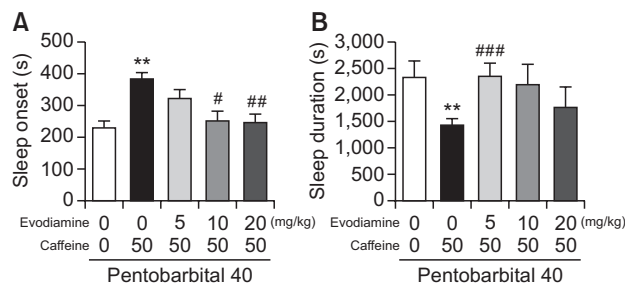 A
Sleep onset (s)
500
400
300
200
100
0
**
#
##
Evodiamine 0 0 5 10 20 (mg/kg)
Caffeine 0 50 50 50 50
Pentobarbital 40
B
Sleep duration (s)
3,000
2,500
2,000
1,500
1,000
500
0
**
###
Evodiamine 0 0 5 10 20 (mg/kg)
Caffeine 0 50 50 50 50
Pentobarbital 40